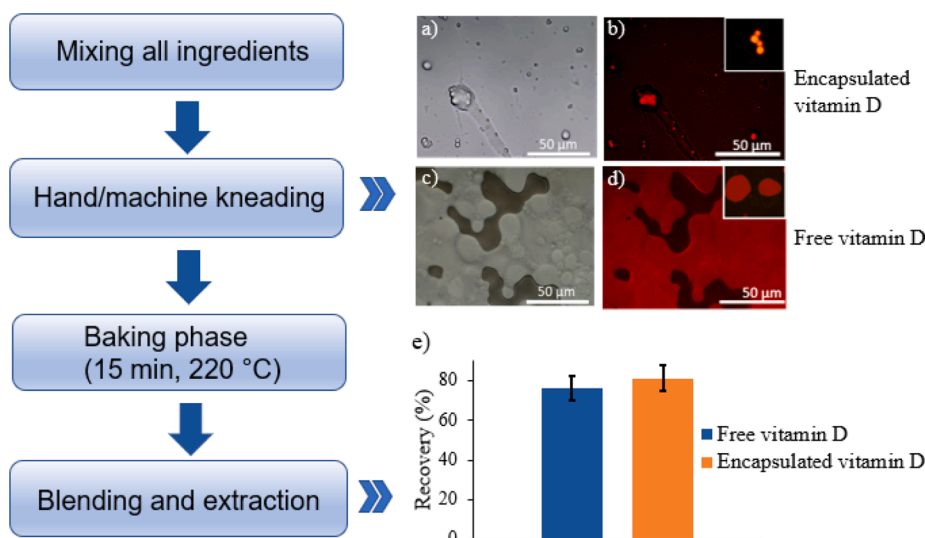 Mixing all ingredients
Hand/machine kneading
Baking phase
(15 min, 220 °C)
Blending and extraction
a)
50 µm
b)
50 µm
Encapsulated
vitamin D
c)
50 µm
d)
50 µm
Free vitamin D
e)
Recovery (%)
80
60
40
20
0
Free vitamin D
Encapsulated vitamin D